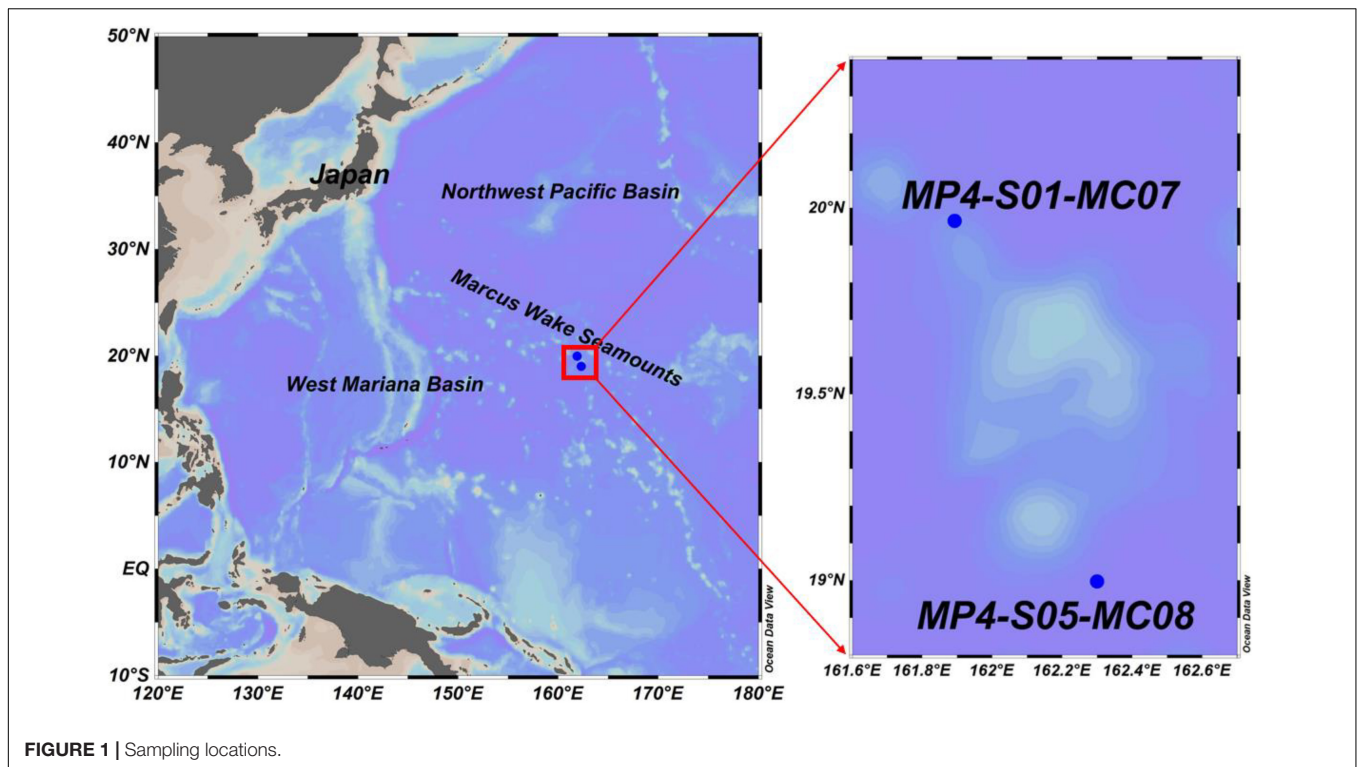 50°N
40°N
30°N
20°N
10°N
EQ
10°S
120°E 130°E 140°E 150°E 160°E 170°E 180°E
Japan
Northwest Pacific Basin
Marcus Wake Seamounts
West Mariana Basin
Ocean Data View
20°N
19.5°N
19°N
161.6°E 161.8°E 162°E 162.2°E 162.4°E 162.6°E
MP4-S01-MC07
MP4-S05-MC08
Ocean Data View
FIGURE 1 | Sampling locations.